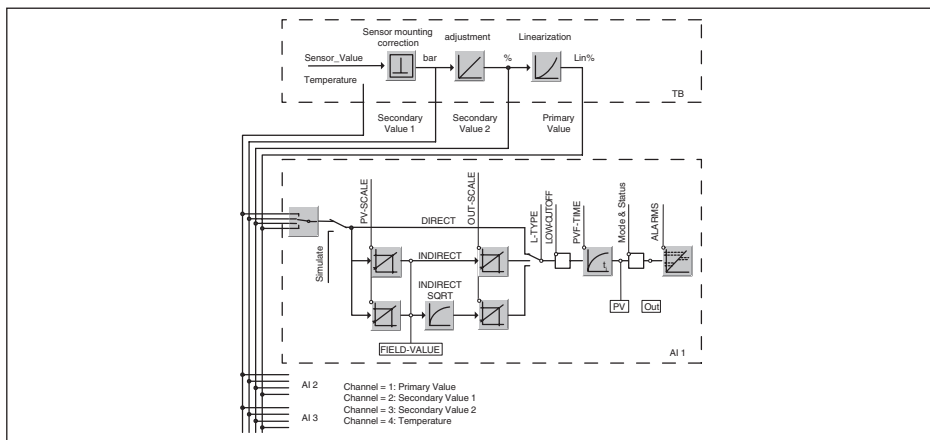 Sensor mounting
correction
adjustment
Linearization
Sensor_Value
bar
%
Lin%
Temperature
TB
Secondary
Value 1
Secondary
Value 2
Primary
Value
PV-SCALE
OUT-SCALE
L-TYPE
LOW-CUTOFF
PVF-TIME
Mode & Status
ALARMS
DIRECT
Simulate
INDIRECT
INDIRECT
SQRT
t
PV
Out
FIELD-VALUE
AI 1
AI 2
Channel = 1: Primary Value
Channel = 2: Secondary Value 1
AI 3
Channel = 3: Secondary Value 2
Channel = 4: Temperature